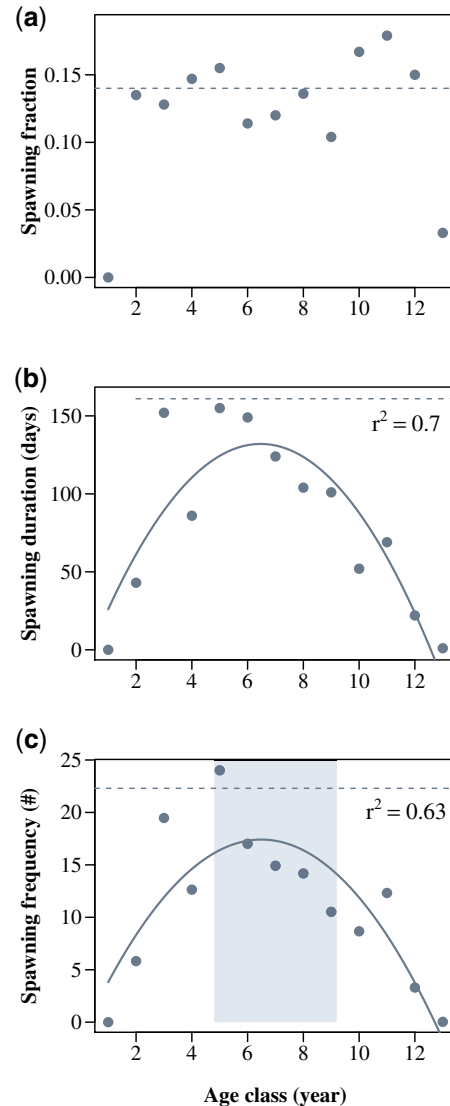 (a)
Spawning fraction
0.15
0.10
0.05
0.00
2 4 6 8 10 12
(b)
Spawning duration (days)
150
100
50
0
r² = 0.7
2 4 6 8 10 12
(c)
Spawning frequency (#)
25
20
15
10
5
0
r² = 0.63
2 4 6 8 10 12
Age class (year)